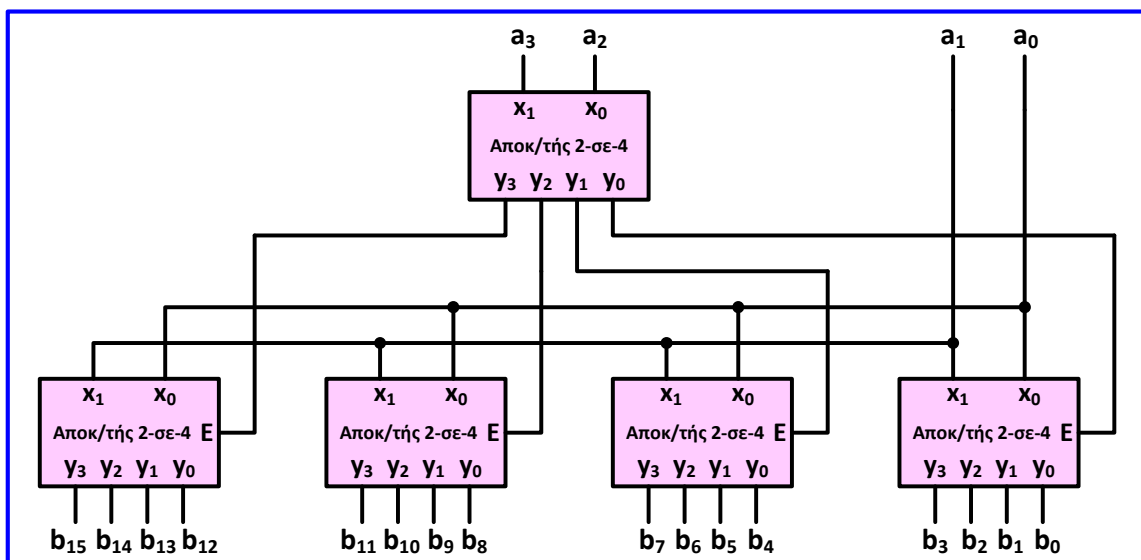 a₃ a₂ a₁ a₀
x₁ x₀
Αποκ/τής 2-σε-4
y₃ y₂ y₁ y₀
x₁ x₀ x₁ x₀ x₁ x₀ x₁ x₀
Αποκ/τής 2-σε-4 E Αποκ/τής 2-σε-4 E Αποκ/τής 2-σε-4 E Αποκ/τής 2-σε-4 E
y₃ y₂ y₁ y₀ y₃ y₂ y₁ y₀ y₃ y₂ y₁ y₀ y₃ y₂ y₁ y₀
b₁₅ b₁₄ b₁₃ b₁₂ b₁₁ b₁₀ b₉ b₈ b₇ b₆ b₅ b₄ b₃ b₂ b₁ b₀